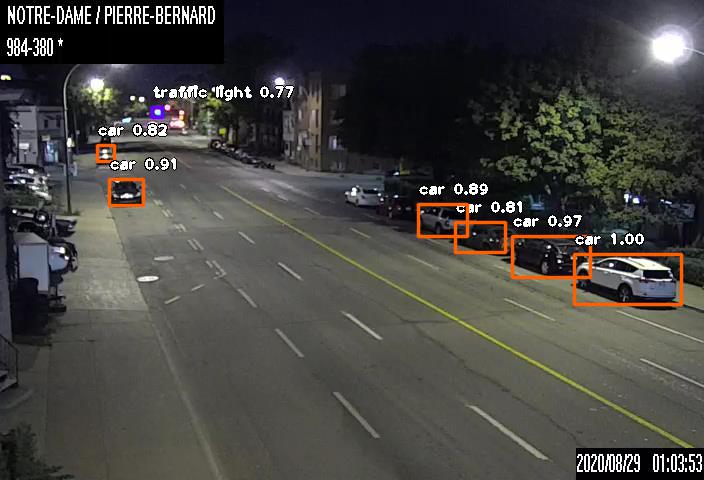 NOTRE-DAME / PIERRE-BERNARD
984-380 *
traffic light 0.77
car 0.82
car 0.91
car 0.89
car 0.81
car 0.97
car 1.00
2020/08/29 01:03:53